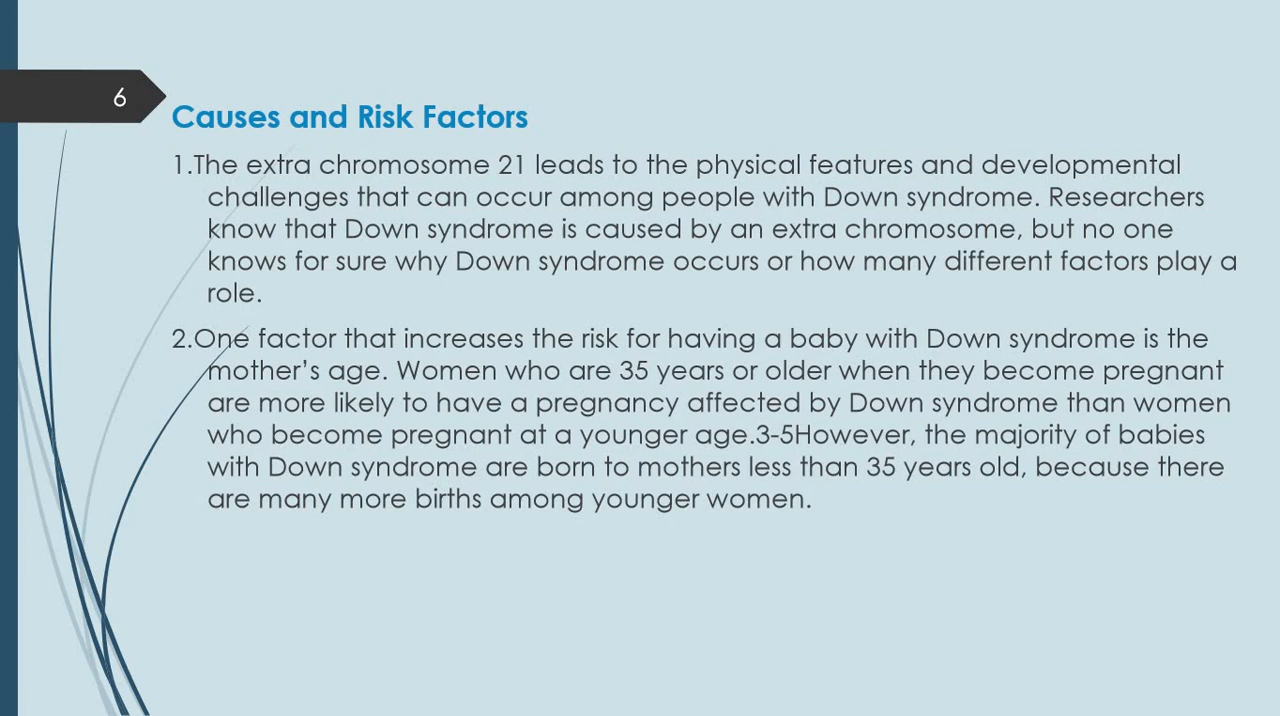 6
Causes and Risk Factors
1.The extra chromosome 21 leads to the physical features and developmental
challenges that can occur among people with Down syndrome. Researchers
know that Down syndrome is caused by an extra chromosome, but no one
knows for sure why Down syndrome occurs or how many different factors play a
role.
2.One factor that increases the risk for having a baby with Down syndrome is the
mother’s age. Women who are 35 years or older when they become pregnant
are more likely to have a pregnancy affected by Down syndrome than women
who become pregnant at a younger age.3-5However, the majority of babies
with Down syndrome are born to mothers less than 35 years old, because there
are many more births among younger women.